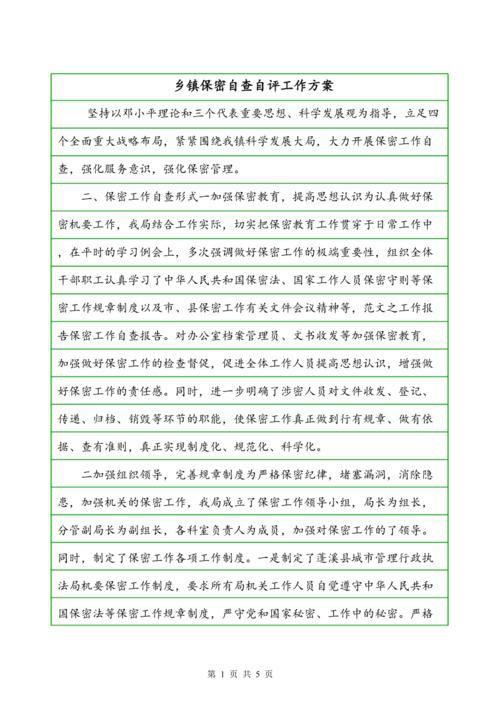 乡镇保密自查自评工作方案
坚持以邓小平理论和三个代表重要思想、科学发展观为指导，立足四
个全面重大战略布局，紧紧围绕我镇科学发展大局，大力开展保密工作自
查，强化服务意识，强化保密管理。
二、保密工作自查形式一加强保密教育，提高思想认识为认真做好保
密机要工作，我局结合工作实际，切实把保密教育工作贯穿于日常工作中
，在平时的学习例会上，多次强调做好保密工作的极端重要性，组织全体
干部职工认真学习了中华人民共和国保密法、国家工作人员保密守则等保
密工作规章制度以及市、县保密工作有关文件会议精神等，范文之工作报
告保密工作自查报告。对办公室档案管理员、文书收发等加强保密教育，
加强做好保密工作的检查督促，促进全体工作人员提高思想认识，增强做
好保密工作的责任感。同时，进一步明确了涉密人员对文件收发、登记、
传递、归档、销毁等环节的职能，使保密工作真正做到行有规章、做有依
据、查有准则，真正实现制度化、规范化、科学化。
二加强组织领导，完善规章制度为严格保密纪律，堵塞漏洞，消除隐
患，加强机关的保密工作，我局成立了保密工作领导小组，局长为组长，
分管副局长为副组长，各科室负责人为成员，加强对保密工作的了领导。
同时，制定了保密工作各项工作制度。一是制定了蓬溪县城市管理行政执
法局机要保密工作制度，要求所有局机关工作人员自觉遵守中华人民共和
国保密法等保密工作规章制度，严守党和国家秘密、工作中的秘密。严格
第 1 页 共 5 页